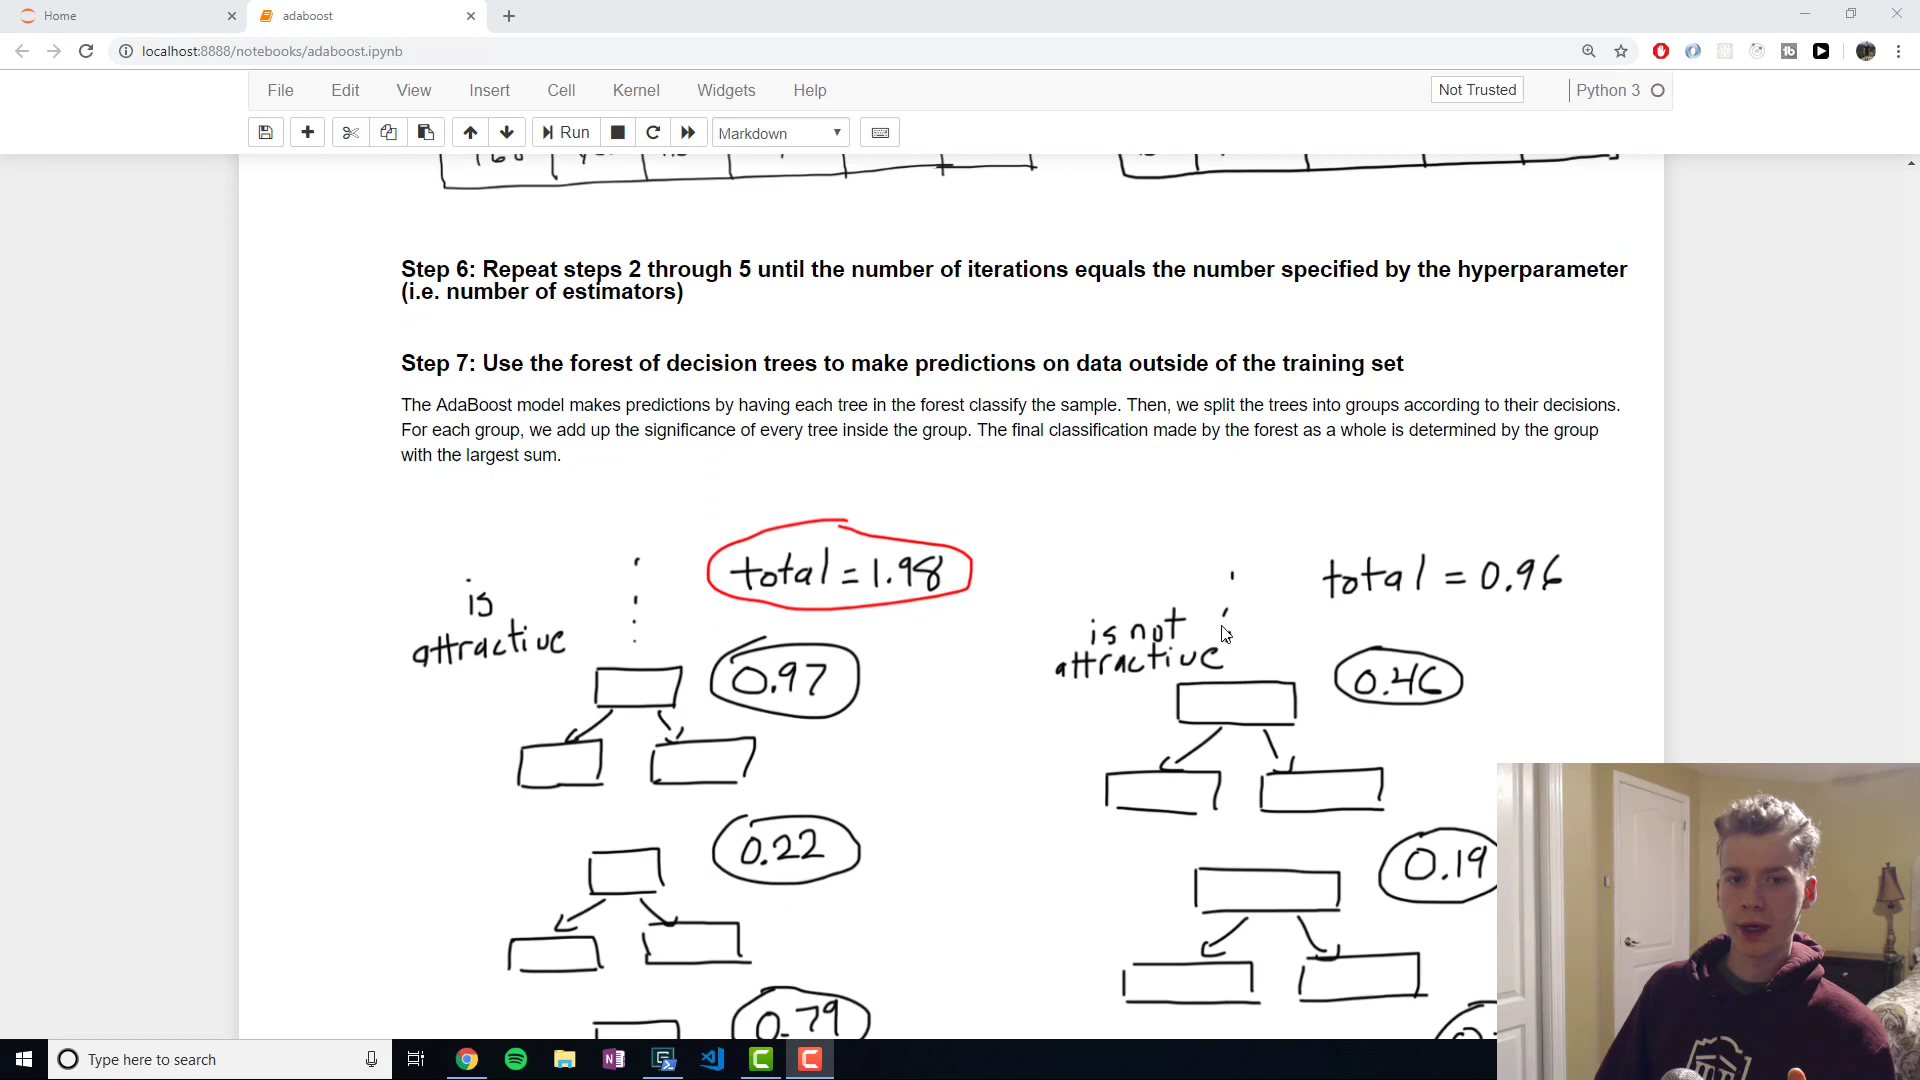 Home
adaboost
localhost:8888/notebooks/adaboost.ipynb
File Edit View Insert Cell Kernel Widgets Help
Not Trusted
Python 3
Run
Markdown
Step 6: Repeat steps 2 through 5 until the number of iterations equals the number specified by the hyperparameter
(i.e. number of estimators)
Step 7: Use the forest of decision trees to make predictions on data outside of the training set
The AdaBoost model makes predictions by having each tree in the forest classify the sample. Then, we split the trees into groups according to their decisions.
For each group, we add up the significance of every tree inside the group. The final classification made by the forest as a whole is determined by the group
with the largest sum.
total = 1.98
is
attractive
0.97
0.22
0.79
total = 0.96
is not
attractive
0.46
0.19
Type here to search